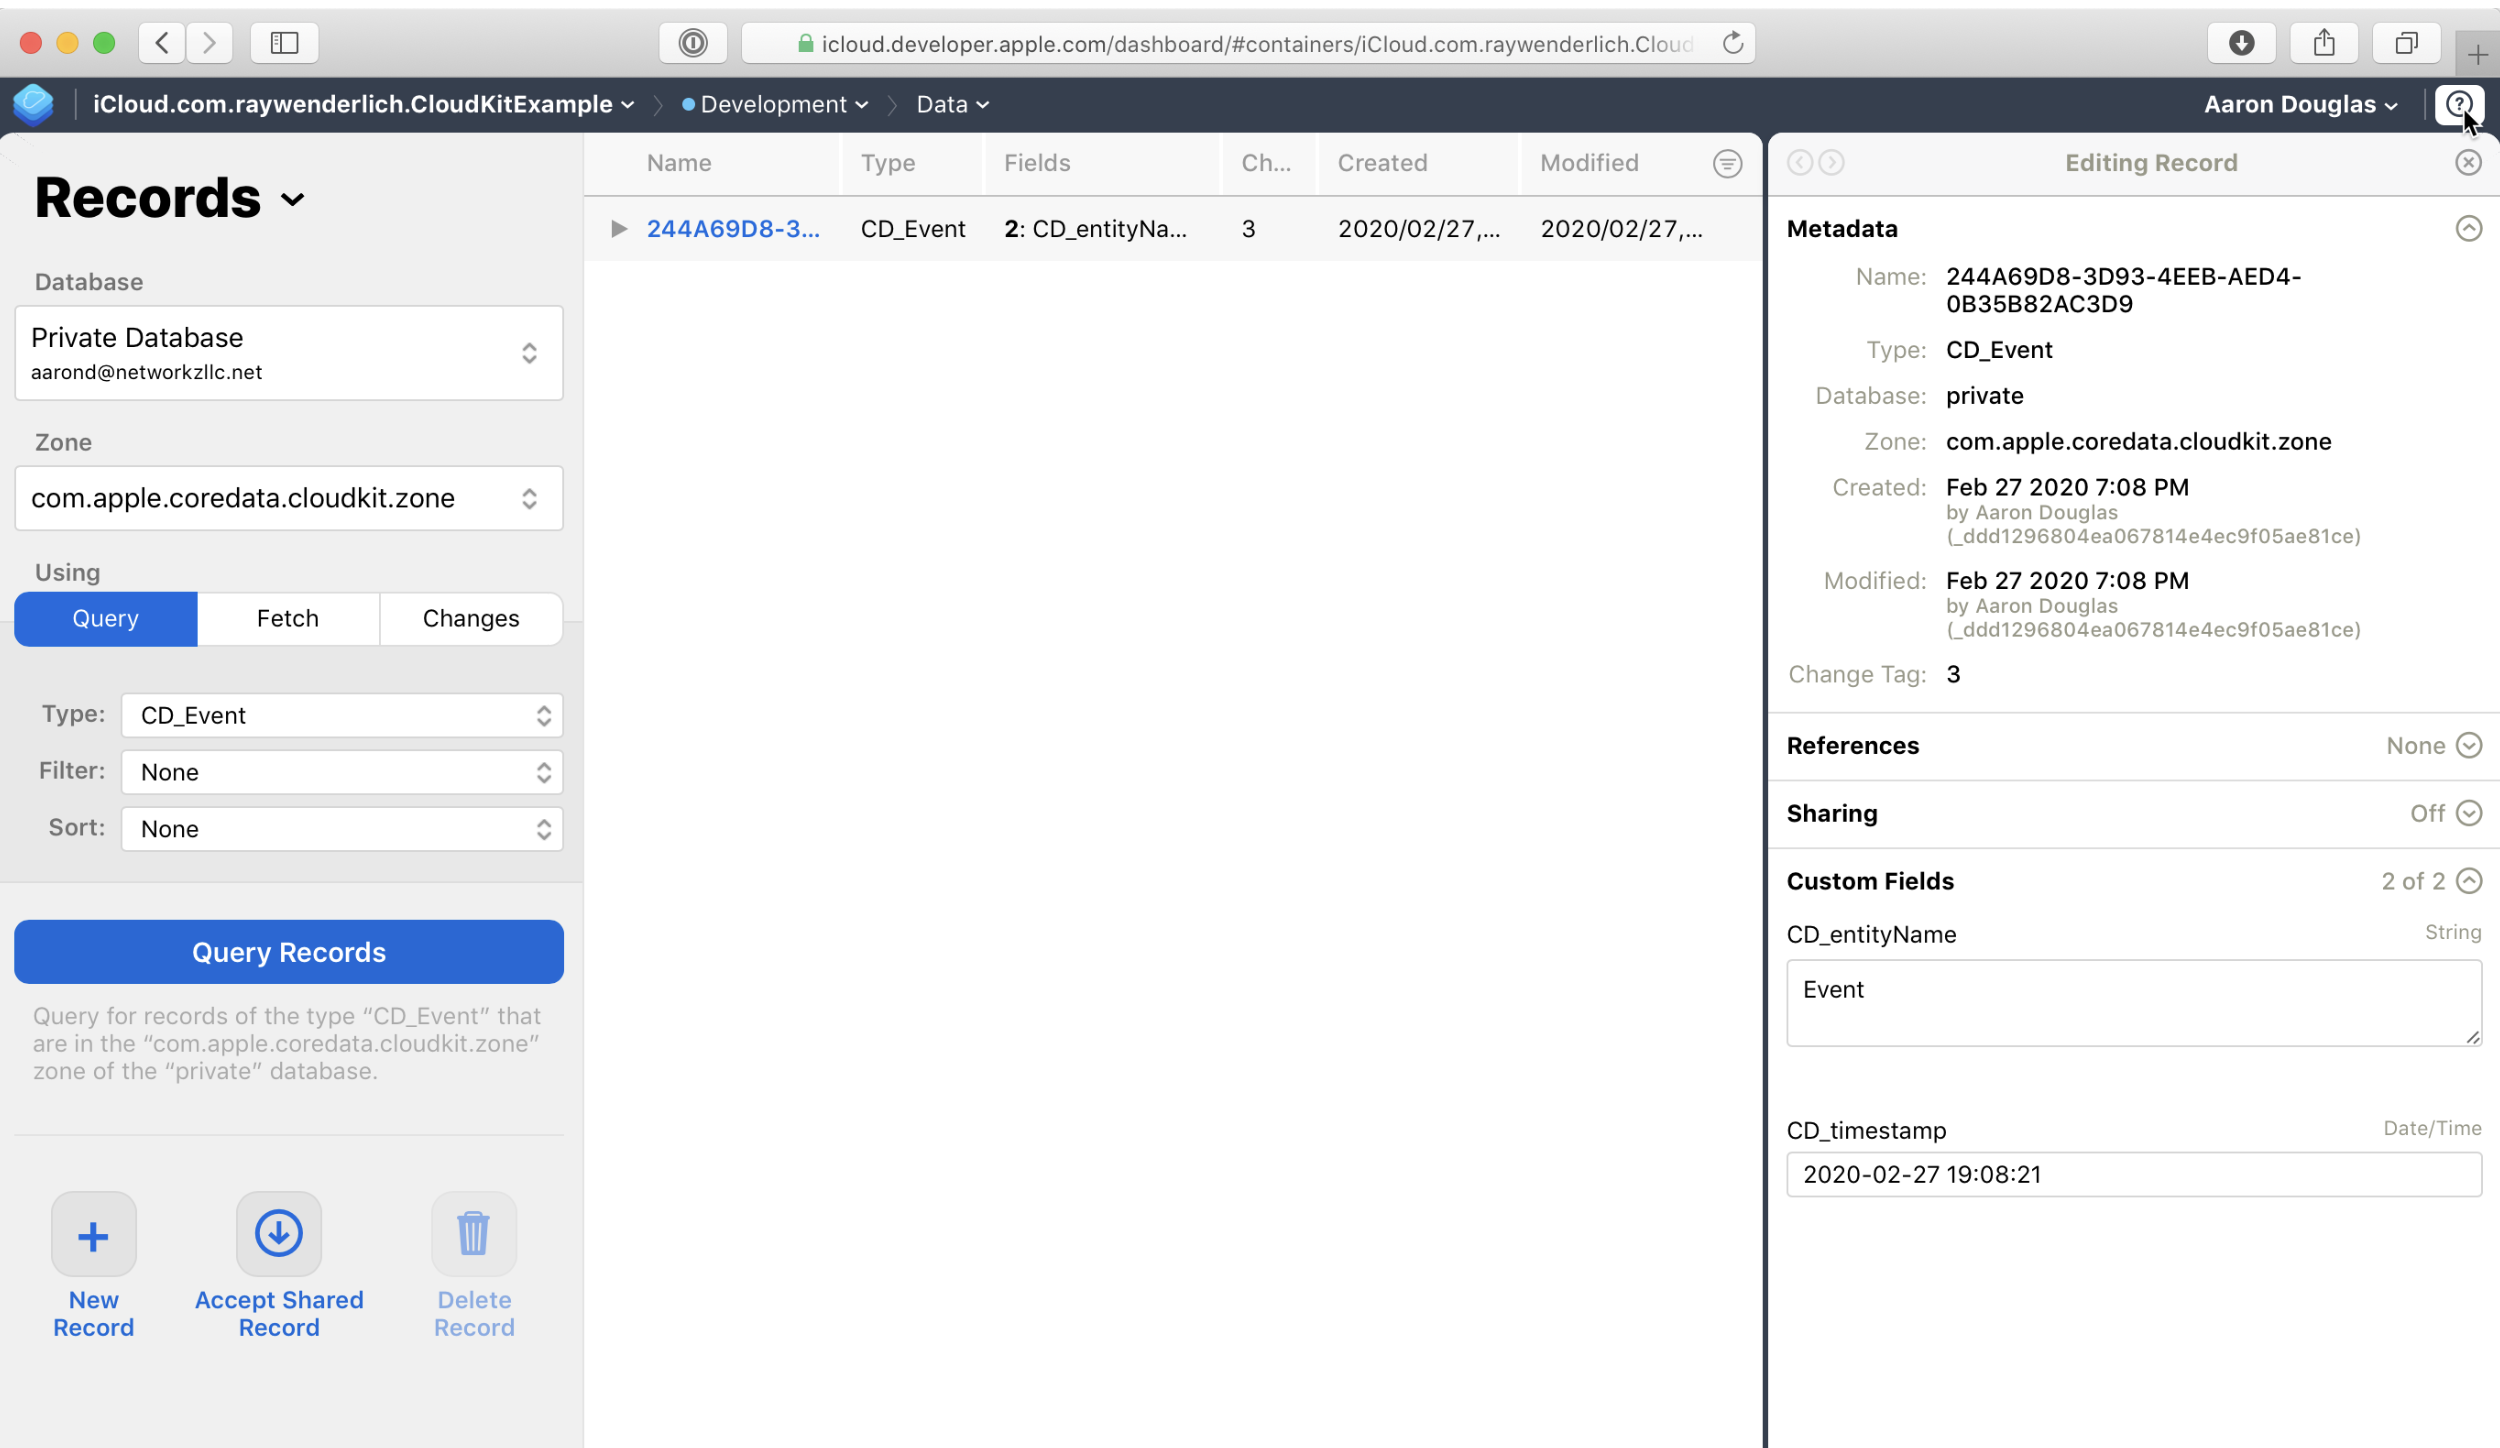 icloud.developer.apple.com/dashboard/#containers/iCloud.com.raywenderlich.Cloud
iCloud.com.raywenderlich.CloudKitExample
Development
Data
Aaron Douglas
Records
Database
Private Database
aarond@networkzllc.net
Zone
com.apple.coredata.cloudkit.zone
Using
Query
Fetch
Changes
Type:
CD_Event
Filter:
None
Sort:
None
Query Records
Query for records of the type “CD_Event” that
are in the “com.apple.coredata.cloudkit.zone”
zone of the “private” database.
New
Record
Accept Shared
Record
Delete
Record
Name Type Fields Ch... Created Modified
244A69D8-3... CD_Event 2: CD_entityNa... 3 2020/02/27,... 2020/02/27,...
Editing Record
Metadata
Name: 244A69D8-3D93-4EEB-AED4-
0B35B82AC3D9
Type: CD_Event
Database: private
Zone: com.apple.coredata.cloudkit.zone
Created: Feb 27 2020 7:08 PM
by Aaron Douglas
(_ddd1296804ea067814e4ec9f05ae81ce)
Modified: Feb 27 2020 7:08 PM
by Aaron Douglas
(_ddd1296804ea067814e4ec9f05ae81ce)
Change Tag: 3
References None
Sharing Off
Custom Fields 2 of 2
CD_entityName String
Event
CD_timestamp Date/Time
2020-02-27 19:08:21